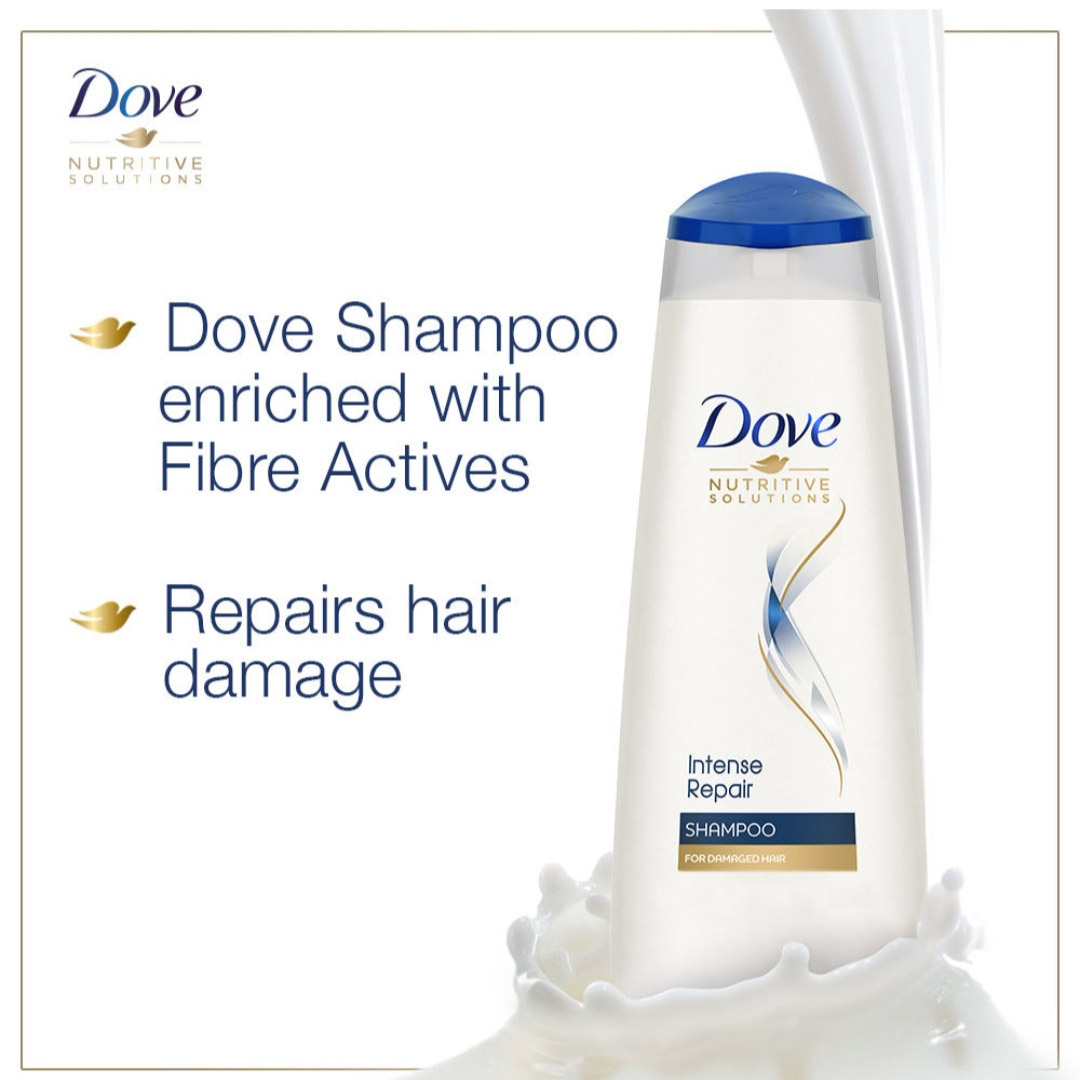 Dove
NUTRITIVE
SOLUTIONS
Dove Shampoo
enriched with
Fibre Actives
Repairs hair
damage
Dove
NUTRITIVE
SOLUTIONS
Intense
Repair
SHAMPOO
FOR DAMAGED HAIR